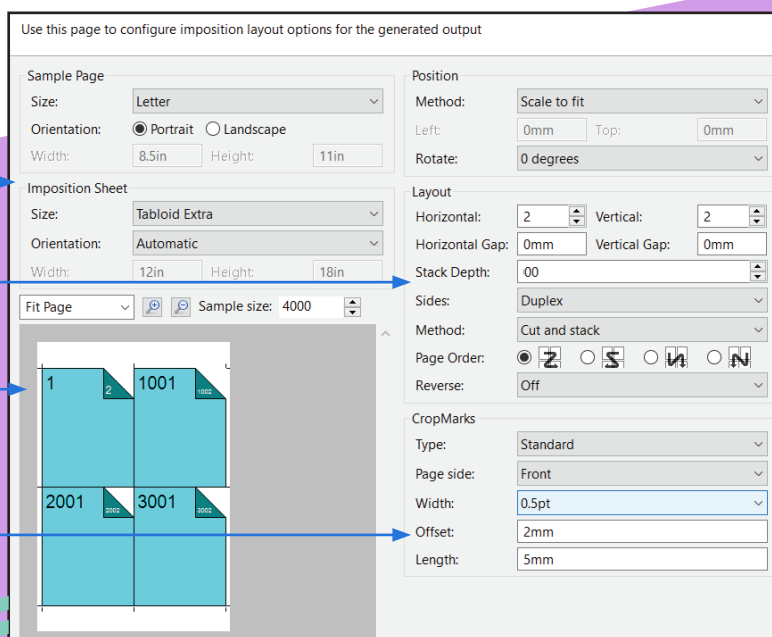 Use this page to configure imposition layout options for the generated output
Sample Page
Size: Letter
Orientation: Portrait Landscape
Width: 8.5in Height: 11in
Imposition Sheet
Size: Tabloid Extra
Orientation: Automatic
Width: 12in Height: 18in
Fit Page Sample size: 4000
1 2 1001 1002
2001 2002 3001 3002
Position
Method: Scale to fit
Left: 0mm Top: 0mm
Rotate: 0 degrees
Layout
Horizontal: 2 Vertical: 2
Horizontal Gap: 0mm Vertical Gap: 0mm
Stack Depth: 00
Sides: Duplex
Method: Cut and stack
Page Order:
Reverse: Off
CropMarks
Type: Standard
Page side: Front
Width: 0.5pt
Offset: 2mm
Length: 5mm